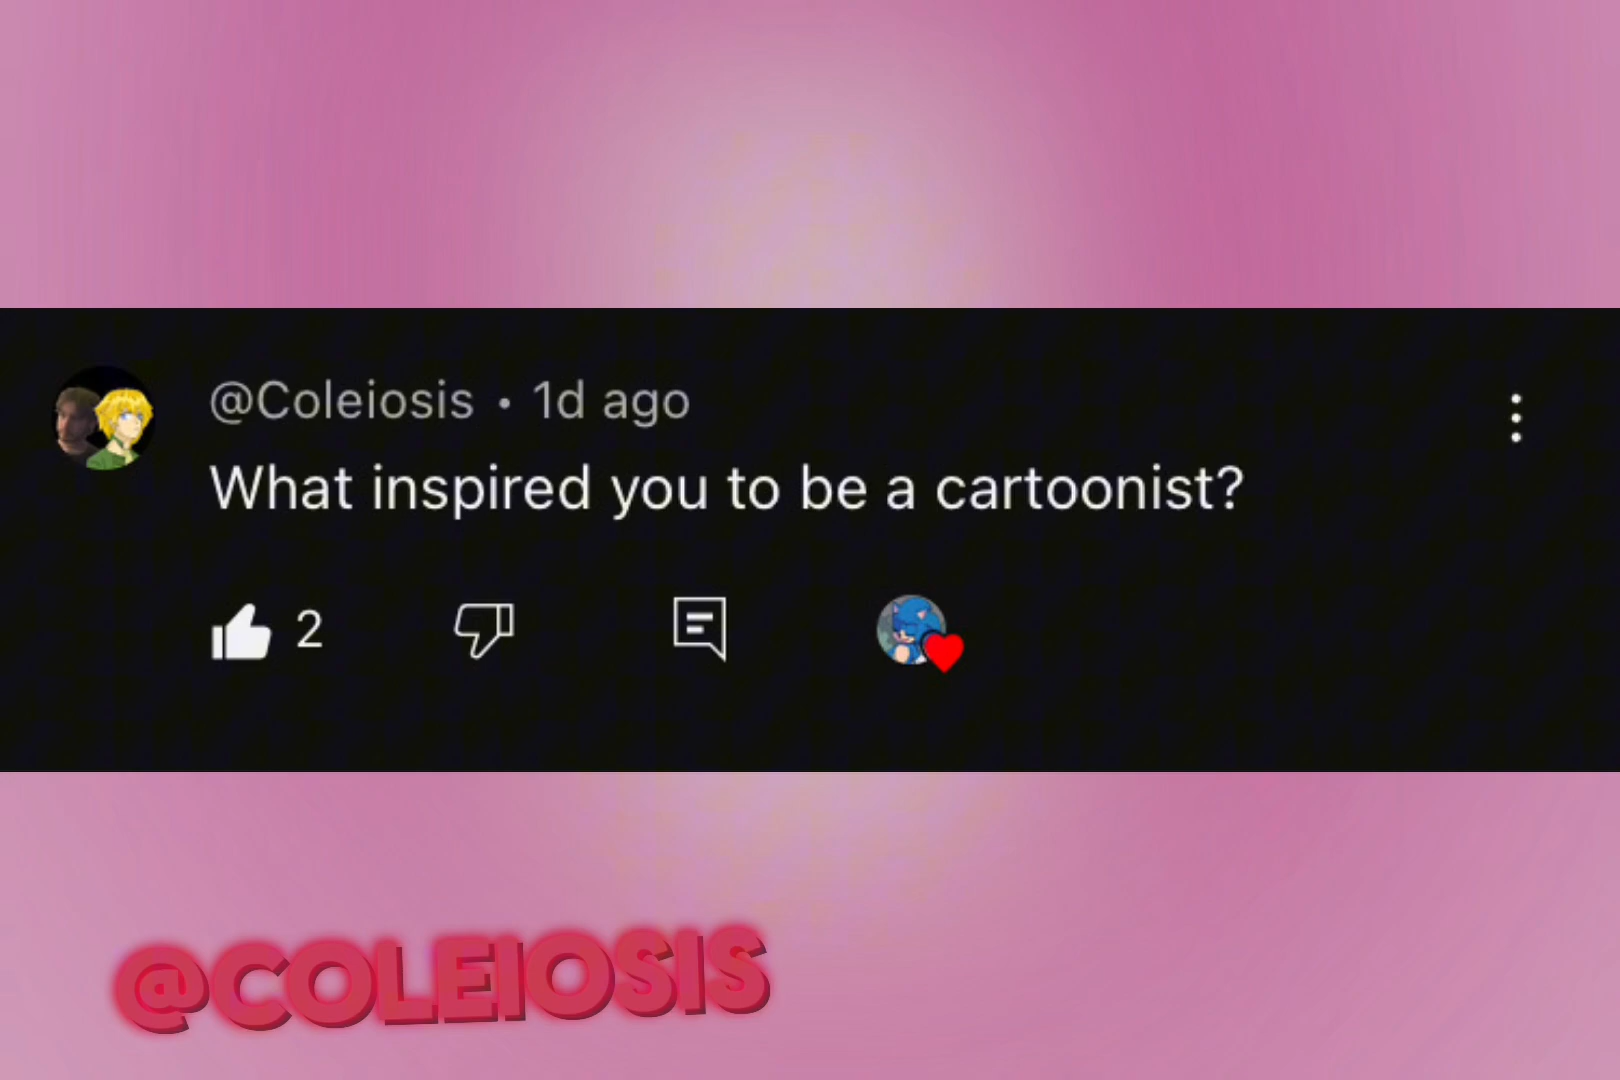 @Coleiosis • 1d ago
What inspired you to be a cartoonist?
2
@COLEIOSIS